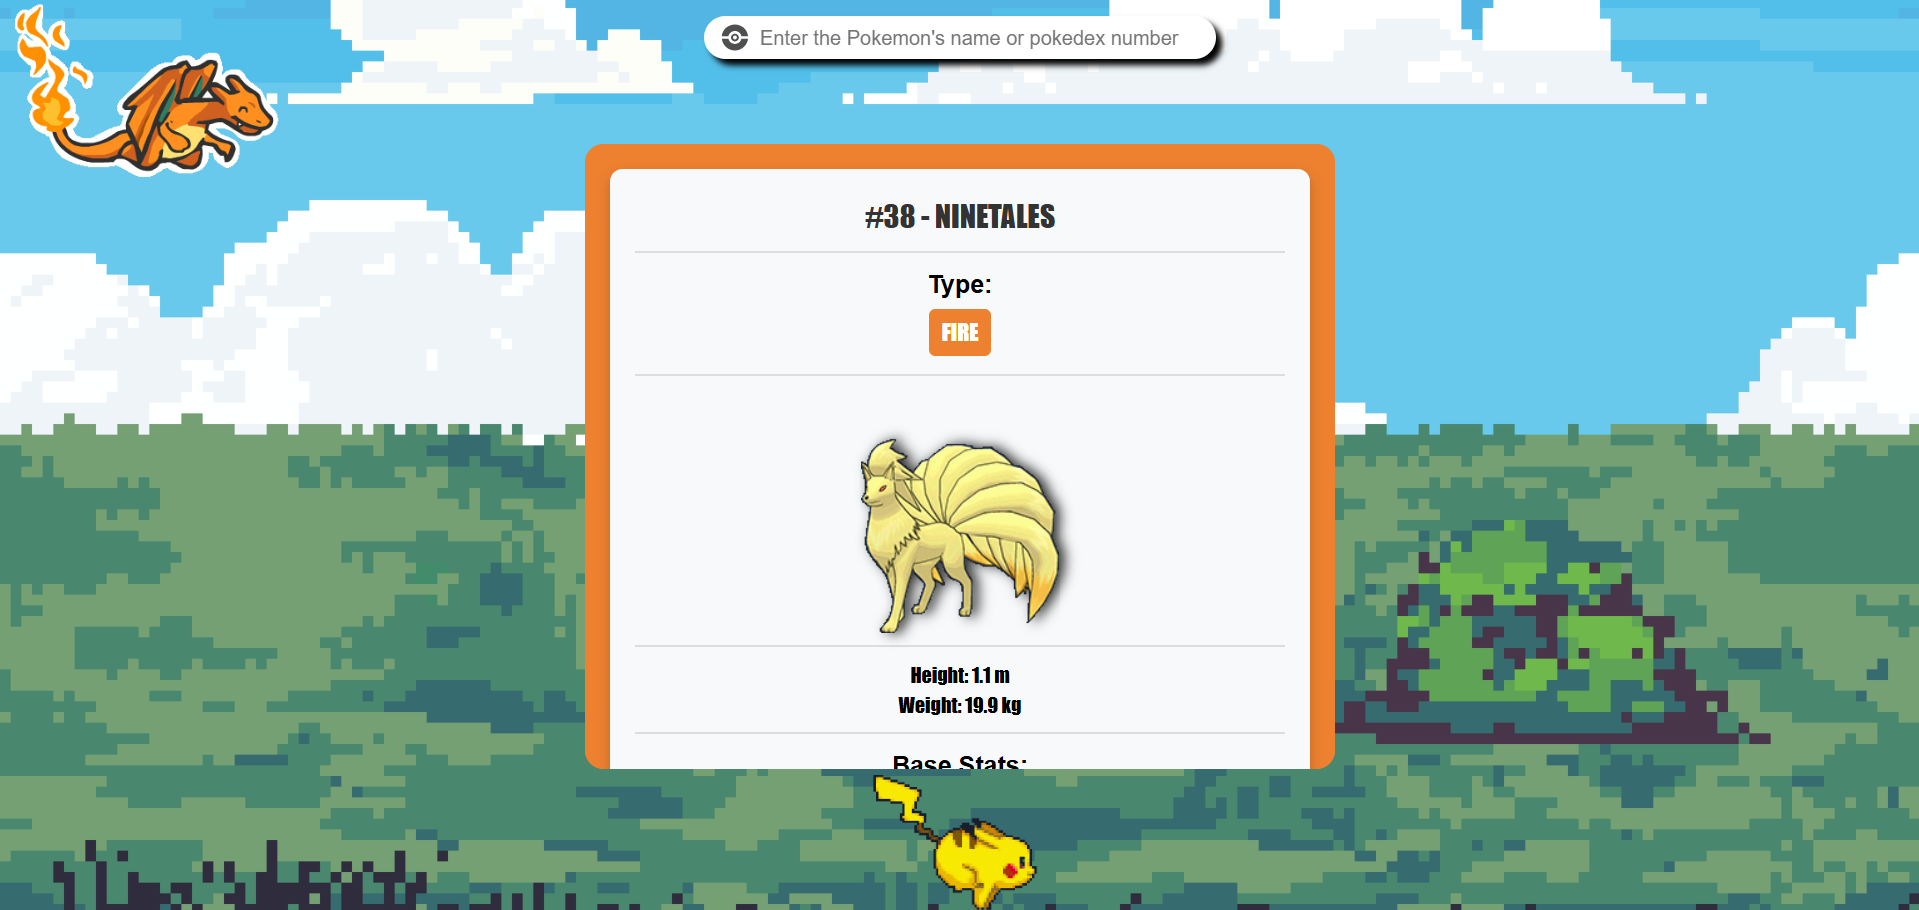 Enter the Pokemon's name or pokedex number
#38 - NINETALES
Type:
FIRE
Height: 1.1 m
Weight: 19.9 kg
Base Stats: